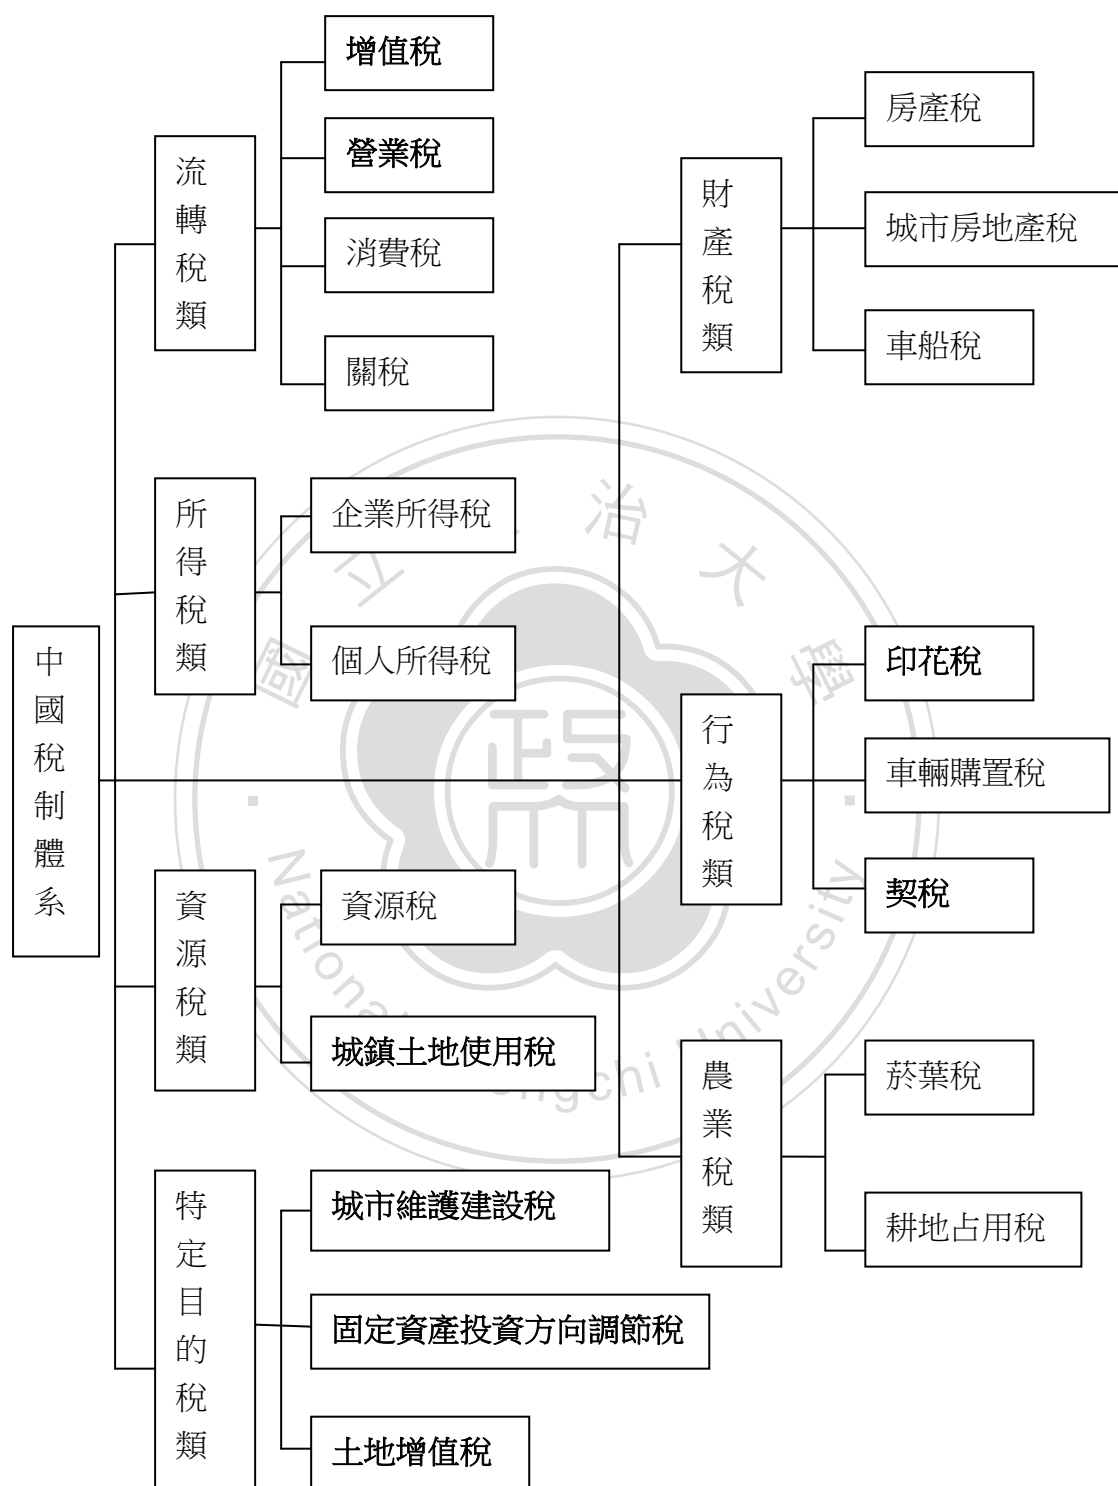 中國稅制體系
流轉稅類
增值稅
營業稅
消費稅
關稅
所得稅類
企業所得稅
個人所得稅
資源稅類
資源稅
城鎮土地使用稅
特定目的稅類
城市維護建設稅
固定資產投資方向調節稅
土地增值稅
財產稅類
房產稅
城市房地產稅
車船稅
行為稅類
印花稅
車輛購置稅
契稅
農業稅類
菸葉稅
耕地占用稅
國立 治大學
政